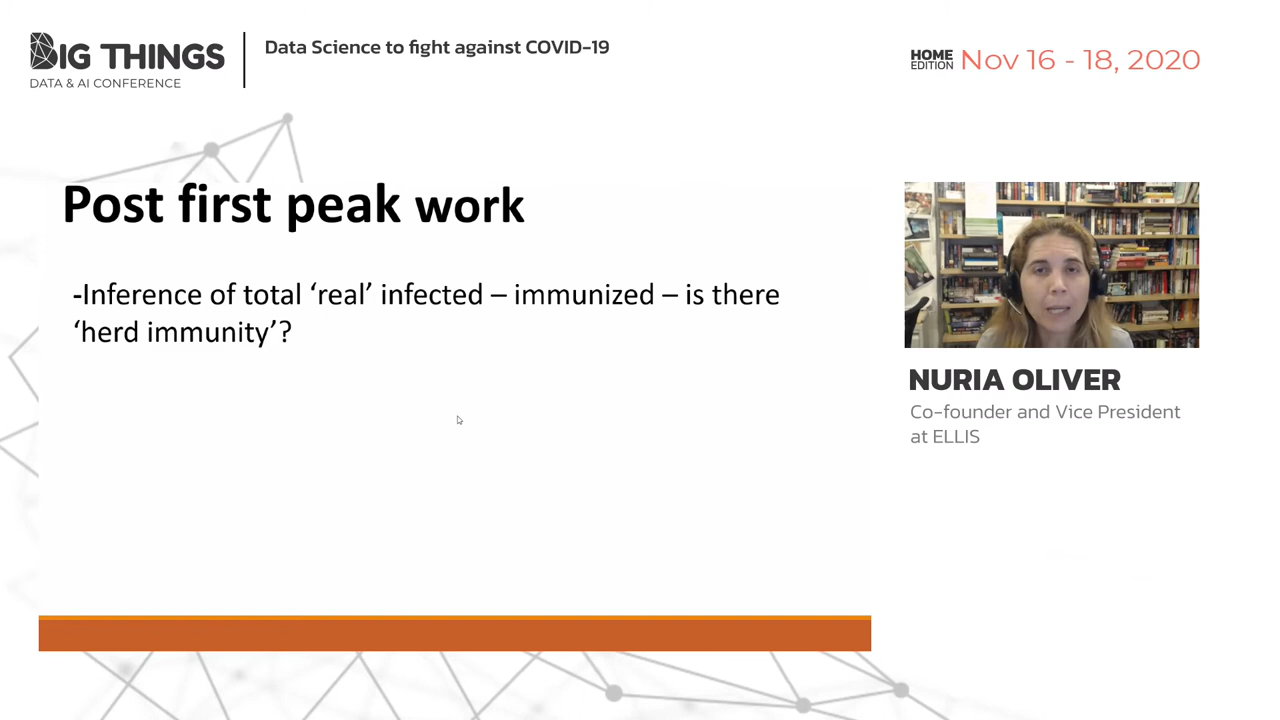 BIG THINGS
DATA & AI CONFERENCE
Data Science to fight against COVID-19
HOME
EDITION
Nov 16 - 18, 2020
Post first peak work
-Inference of total ‘real’ infected – immunized – is there
‘herd immunity’?
NURIA OLIVER
Co-founder and Vice President
at ELLIS